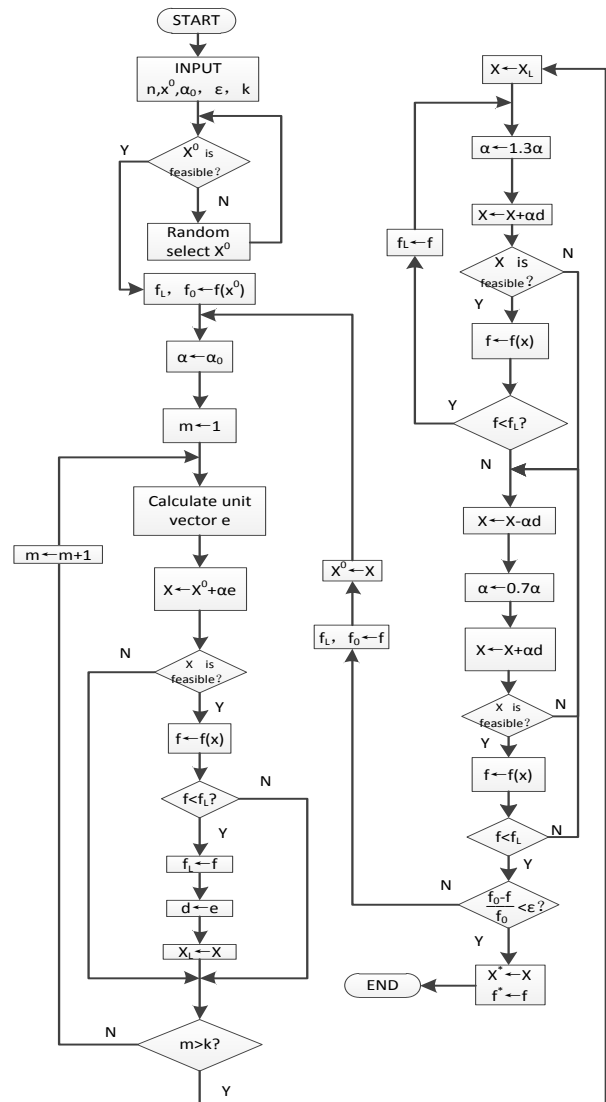 START
INPUT
n,x⁰,α₀, ε, k
Y
X⁰ is
feasible?
N
Random
select X⁰
f_L, f₀←f(x⁰)
α←α₀
m←1
Calculate unit
vector e
m←m+1
X←X⁰+αe
N
X is
feasible?
Y
f←f(x)
N
f<f_L?
Y
f_L←f
d←e
X_L←X
N
m>k?
Y
X←X_L
α←1.3α
X←X+αd
f_L←f
N
X is
feasible?
Y
f←f(x)
Y
f<f_L?
N
X←X-αd
X⁰←X
α←0.7α
f_L, f₀←f
X←X+αd
X is
feasible?
N
Y
f←f(x)
f<f_L
N
Y
N
f₀-f
f₀
<ε?
Y
X*←X
f*←f
END